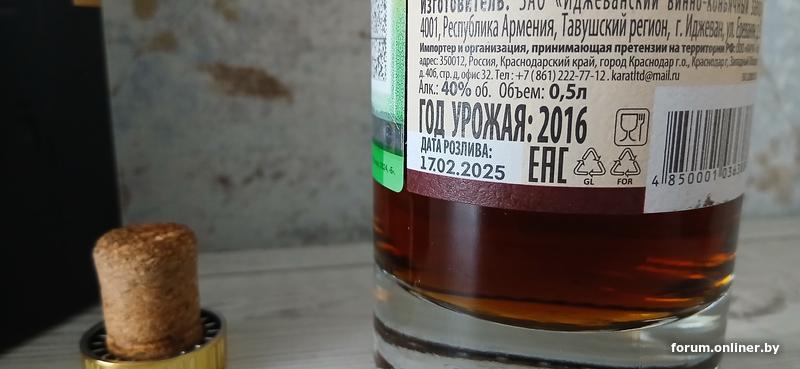 ИЗГОТОВИТЕЛЬ: ЗАО «ИДЖЕВАНСКИЙ ВИННО-КОНЬЯЧНЫЙ
4001, Республика Армения, Тавушский регион, г. Иджеван, ул. Ереванян
Импортер и организация, принимающая претензии на территории РФ:
адрес: 350012, Россия, Краснодарский край, город Краснодар г.о., Краснодар г.,
д. 406, стр. д, офис 32. Тел.: +7 (861) 222-77-12. karatltd@mail.ru
Алк.: 40% об. Объем: 0,5л
ГОД УРОЖАЯ: 2016
ДАТА РОЗЛИВА:
17.02.2025
EAC
GL
FOR
4 850001
forum.onliner.by